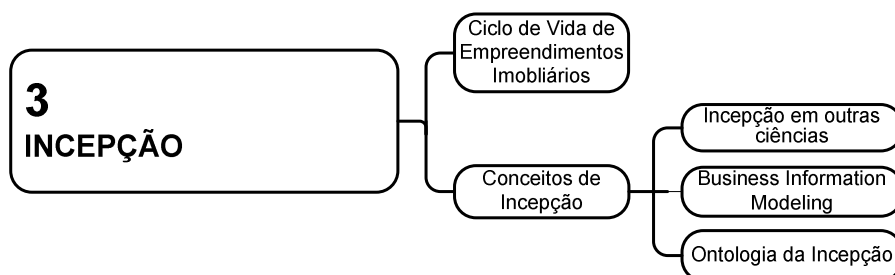 3
INCEPÇÃO
Ciclo de Vida de
Empreendimentos
Imobliários
Conceitos de
Incepção
Incepção em outras
ciências
Business Information
Modeling
Ontologia da Incepção